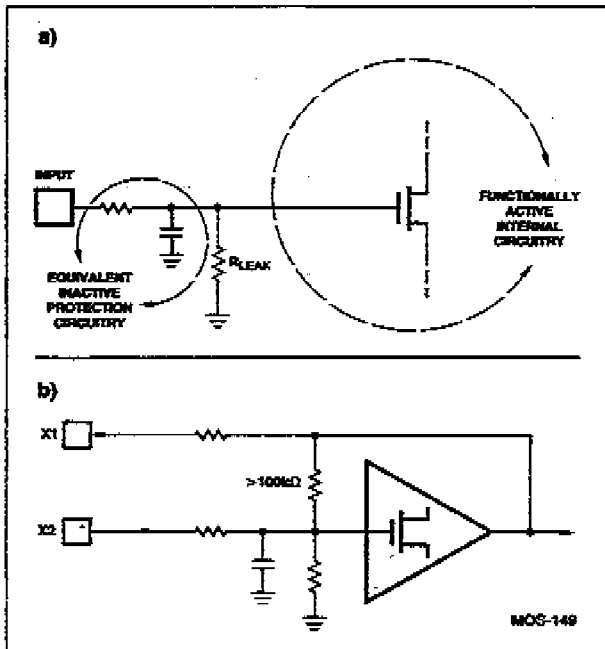 a)
INPUT
FUNCTIONALLY
ACTIVE
INTERNAL
CIRCUITRY
RLEAK
EQUIVALENT
INACTIVE
PROTECTION
CIRCUITRY
b)
X1
>100kΩ
X2
MOS-149